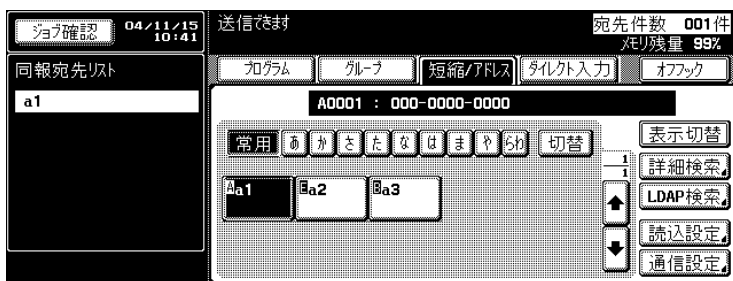 ジョブ確認 04/11/15 10:41
送信できます
宛先件数 001件
メモリ残量 99%
同報宛先リスト
a1
プログラム グループ 短縮/アドレス ダイレクト入力 オフフック
A0001 : 000-0000-0000
常用 あ か さ た な は ま や らわ 切替
表示切替
詳細検索
LDAP検索
読込設定
通信設定
1/1
Aa1 Ea2 Ba3